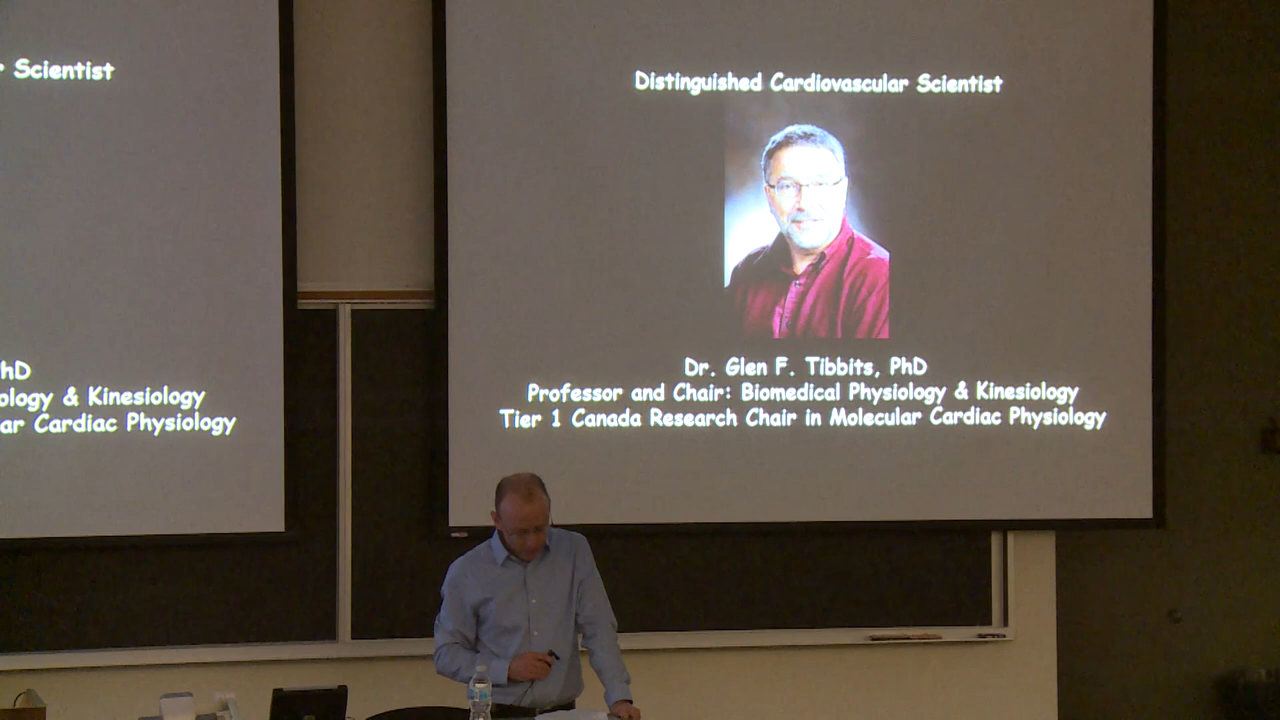 r Scientist
hD
ology & Kinesiology
ar Cardiac Physiology
Distinguished Cardiovascular Scientist
Dr. Glen F. Tibbits, PhD
Professor and Chair: Biomedical Physiology & Kinesiology
Tier 1 Canada Research Chair in Molecular Cardiac Physiology